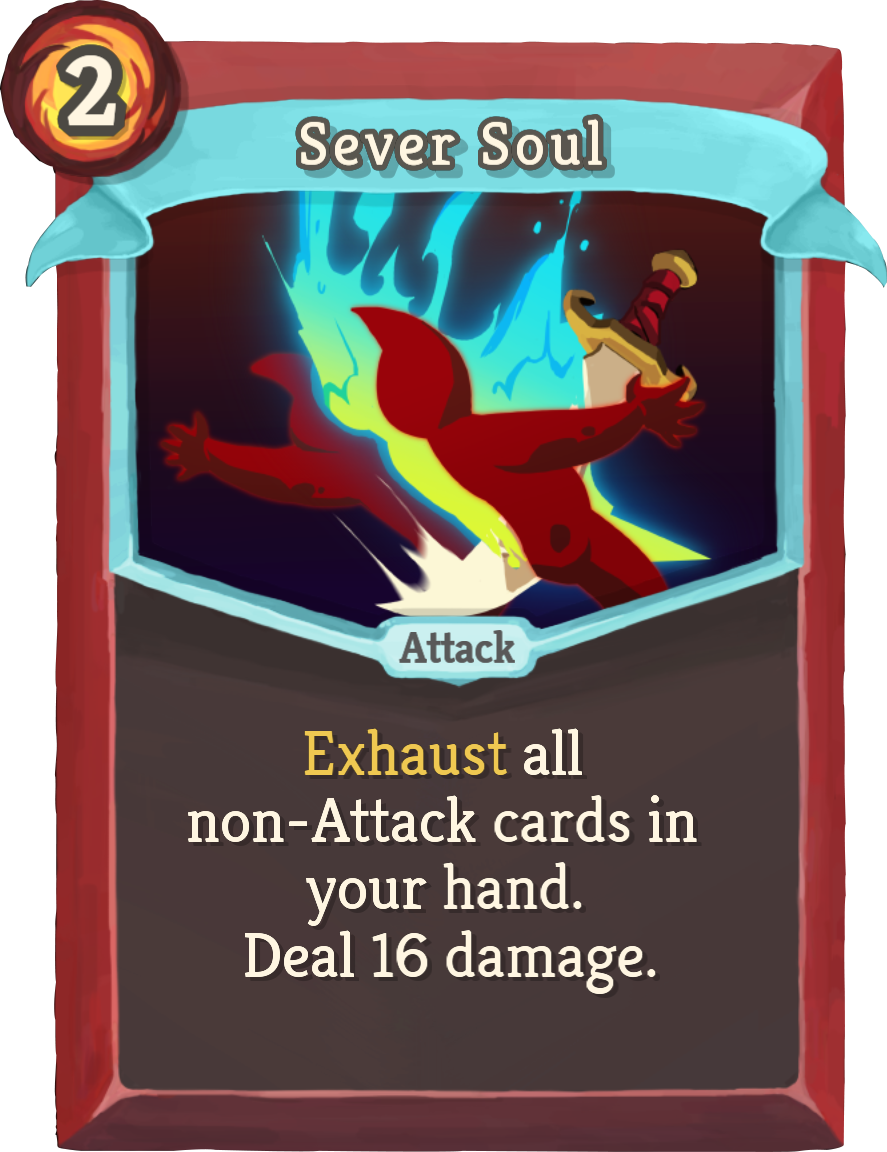 2
Sever Soul
Attack
Exhaust all
non-Attack cards in
your hand.
Deal 16 damage.